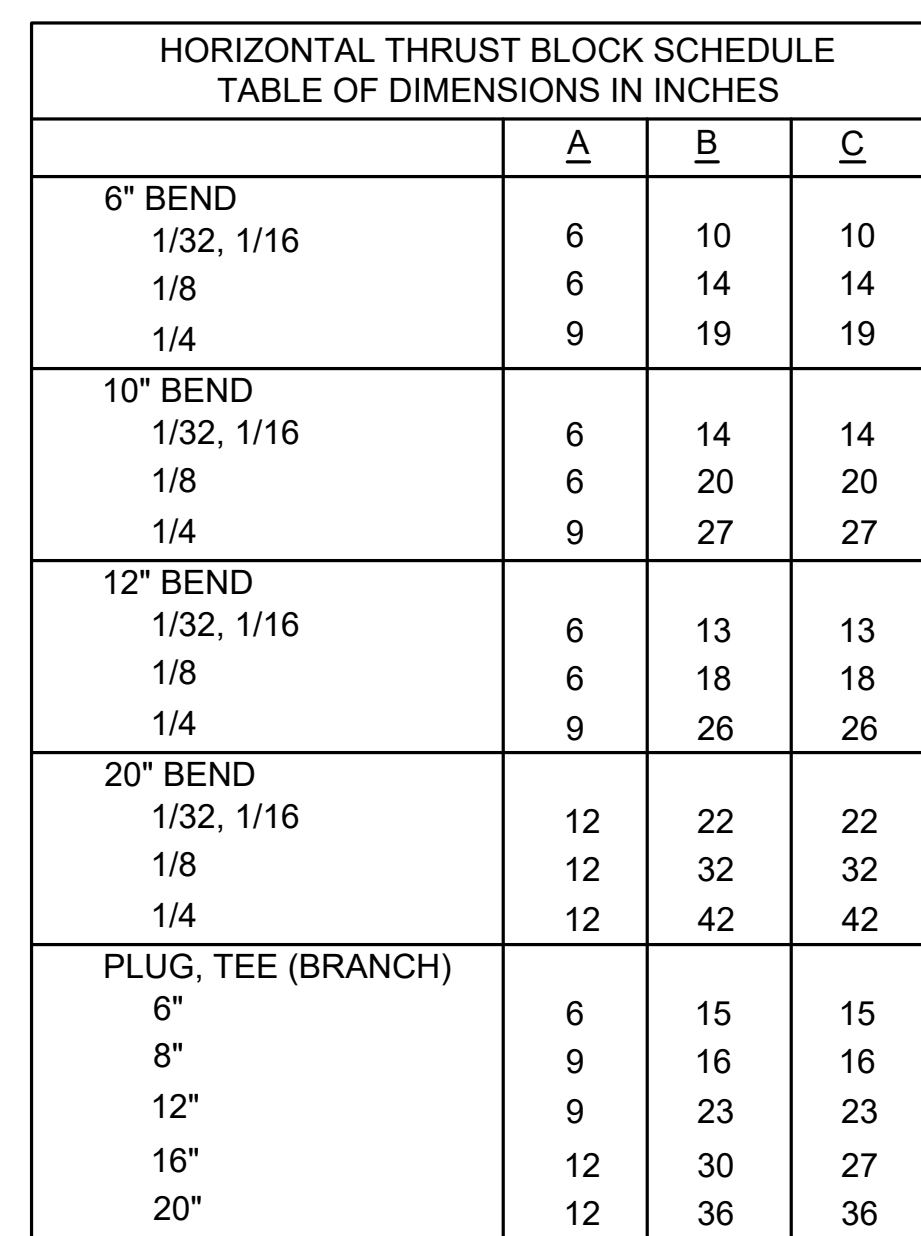 HORIZONTAL THRUST BLOCK SCHEDULE
TABLE OF DIMENSIONS IN INCHES
A B C
6" BEND
1/32, 1/16 6 10 10
1/8 6 14 14
1/4 9 19 19
10" BEND
1/32, 1/16 6 14 14
1/8 6 20 20
1/4 9 27 27
12" BEND
1/32, 1/16 6 13 13
1/8 6 18 18
1/4 9 26 26
20" BEND
1/32, 1/16 12 22 22
1/8 12 32 32
1/4 12 42 42
PLUG, TEE (BRANCH)
6" 6 15 15
8" 9 16 16
12" 9 23 23
16" 12 30 27
20" 12 36 36